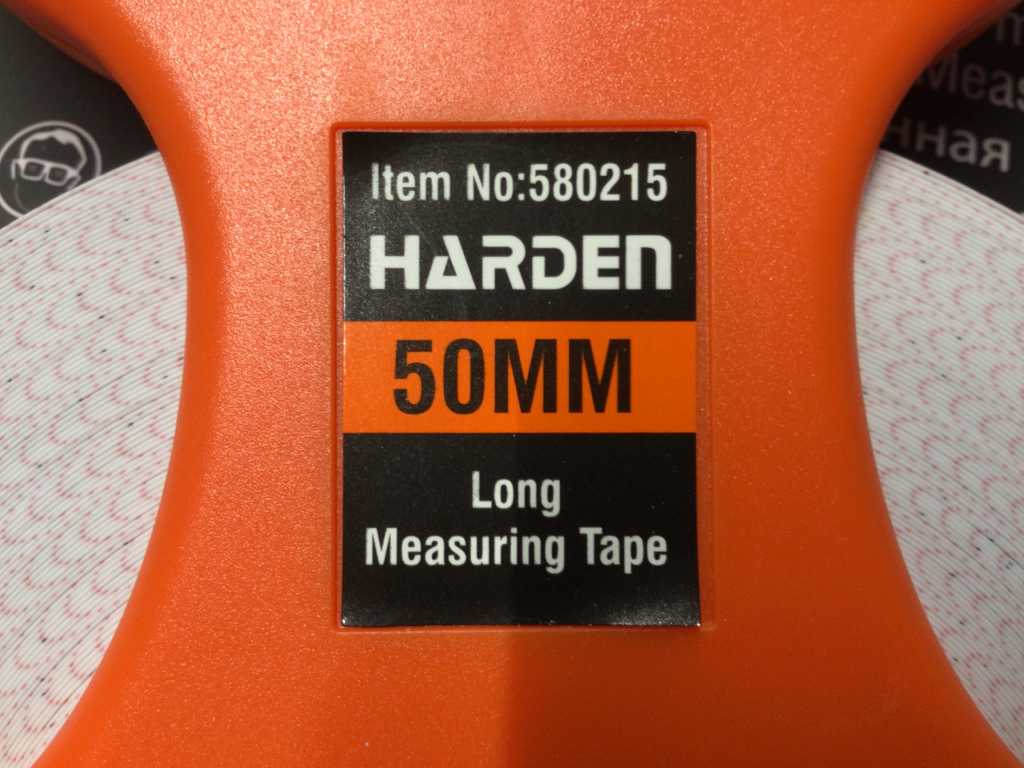 Item No:580215
HARDEN
50MM
Long
Measuring Tape